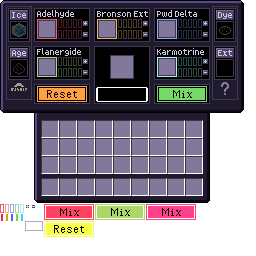 Ice Adelhyde Bronson Ext Pwd Delta Dye
Age Flanergide Karmotrine Ext
Reset Mix
Mix Mix Mix
Reset